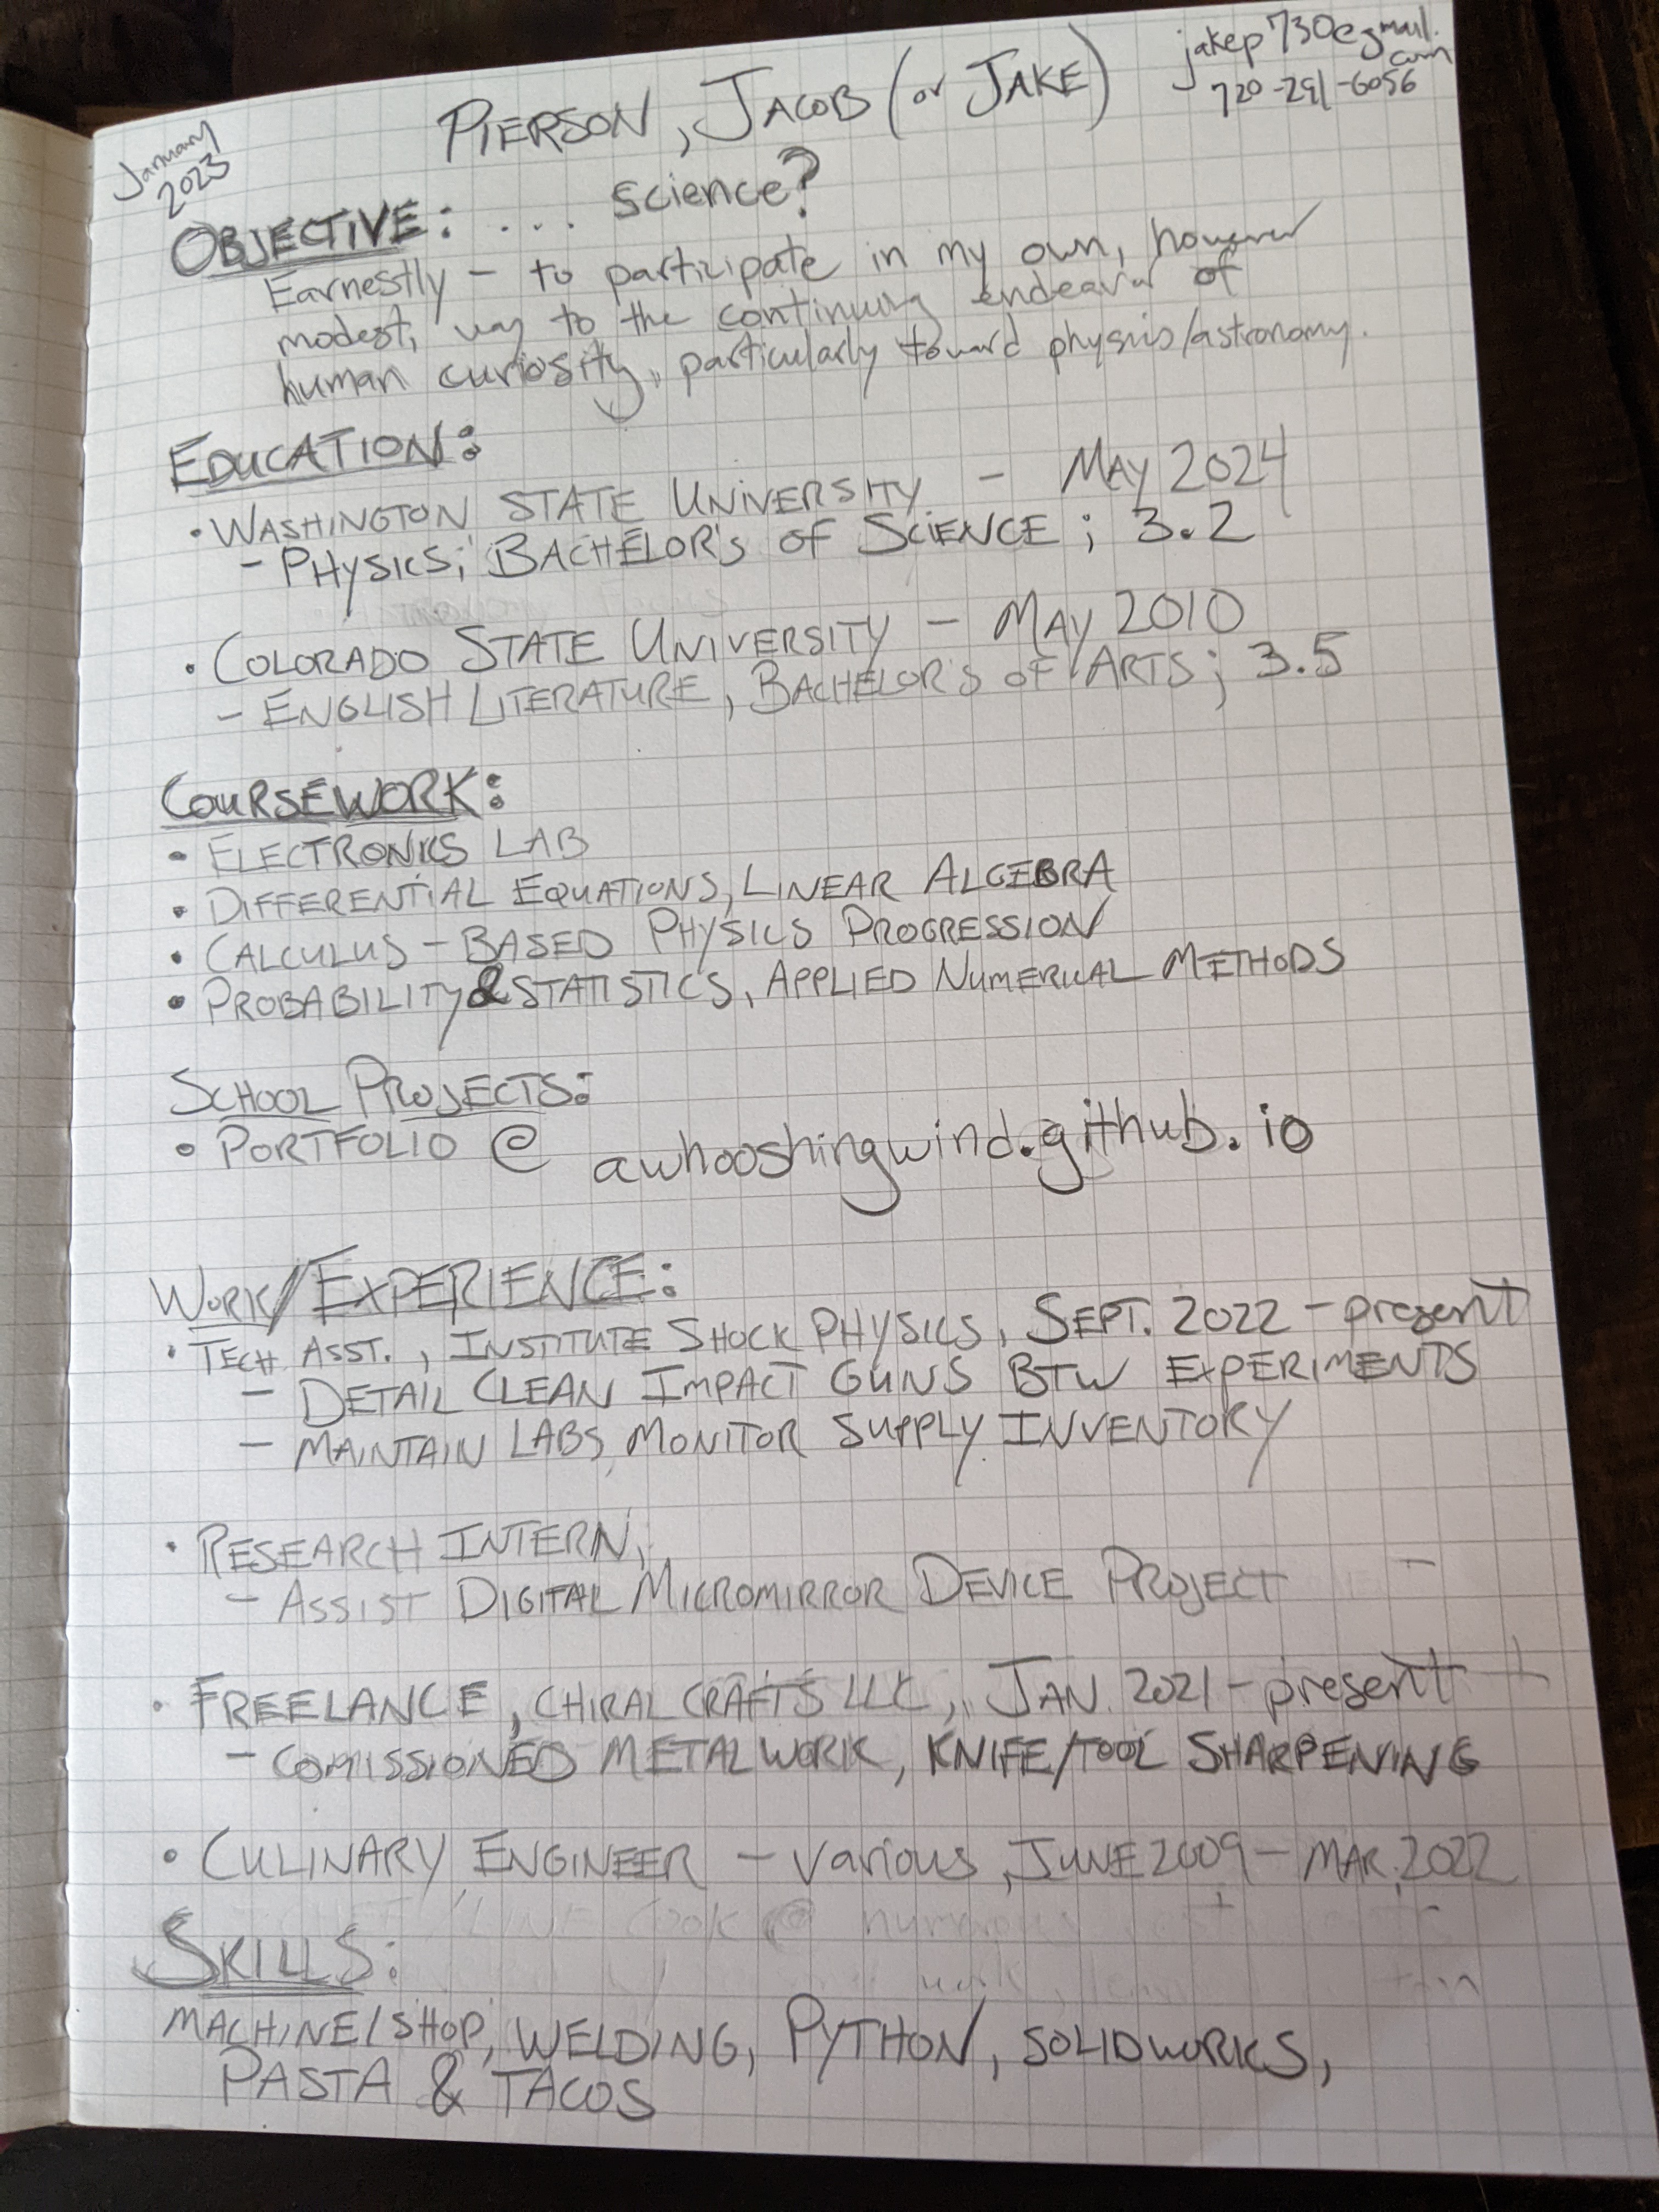 January
2023
PIERSON, JACOB (or JAKE)
jakep730@gmail.
com
720-291-6056
OBJECTIVE: ... science?
Earnestly - to participate in my own, however
modest, way to the continuing endeavor of
human curiosity, particularly toward physics/astronomy.
EDUCATION:
• WASHINGTON STATE UNIVERSITY - MAY 2024
- PHYSICS; BACHELOR'S OF SCIENCE; 3.2
• COLORADO STATE UNIVERSITY - MAY 2010
- ENGLISH LITERATURE, BACHELOR'S OF ARTS; 3.5
COURSEWORK:
• ELECTRONICS LAB
• DIFFERENTIAL EQUATIONS, LINEAR ALGEBRA
• CALCULUS-BASED PHYSICS PROGRESSION
• PROBABILITY & STATISTICS, APPLIED NUMERICAL METHODS
SCHOOL PROJECTS:
• PORTFOLIO @ awhooshingwind.github.io
WORK/EXPERIENCE:
• TECH ASST., INSTITUTE SHOCK PHYSICS, SEPT. 2022 - present
- DETAIL CLEAN IMPACT GUNS BTW EXPERIMENTS
- MAINTAIN LABS, MONITOR SUPPLY INVENTORY
• RESEARCH INTERN,
- ASSIST DIGITAL MICROMIRROR DEVICE PROJECT
• FREELANCE, CHIRAL CRAFTS LLC, JAN. 2021 - present
- COMISSIONED METALWORK, KNIFE/TOOL SHARPENING
• CULINARY ENGINEER - various, JUNE 2009 - MAR. 2022
LINE COOK @
SKILLS:
MACHINE/SHOP, WELDING, PYTHON, SOLIDWORKS,
PASTA & TACOS